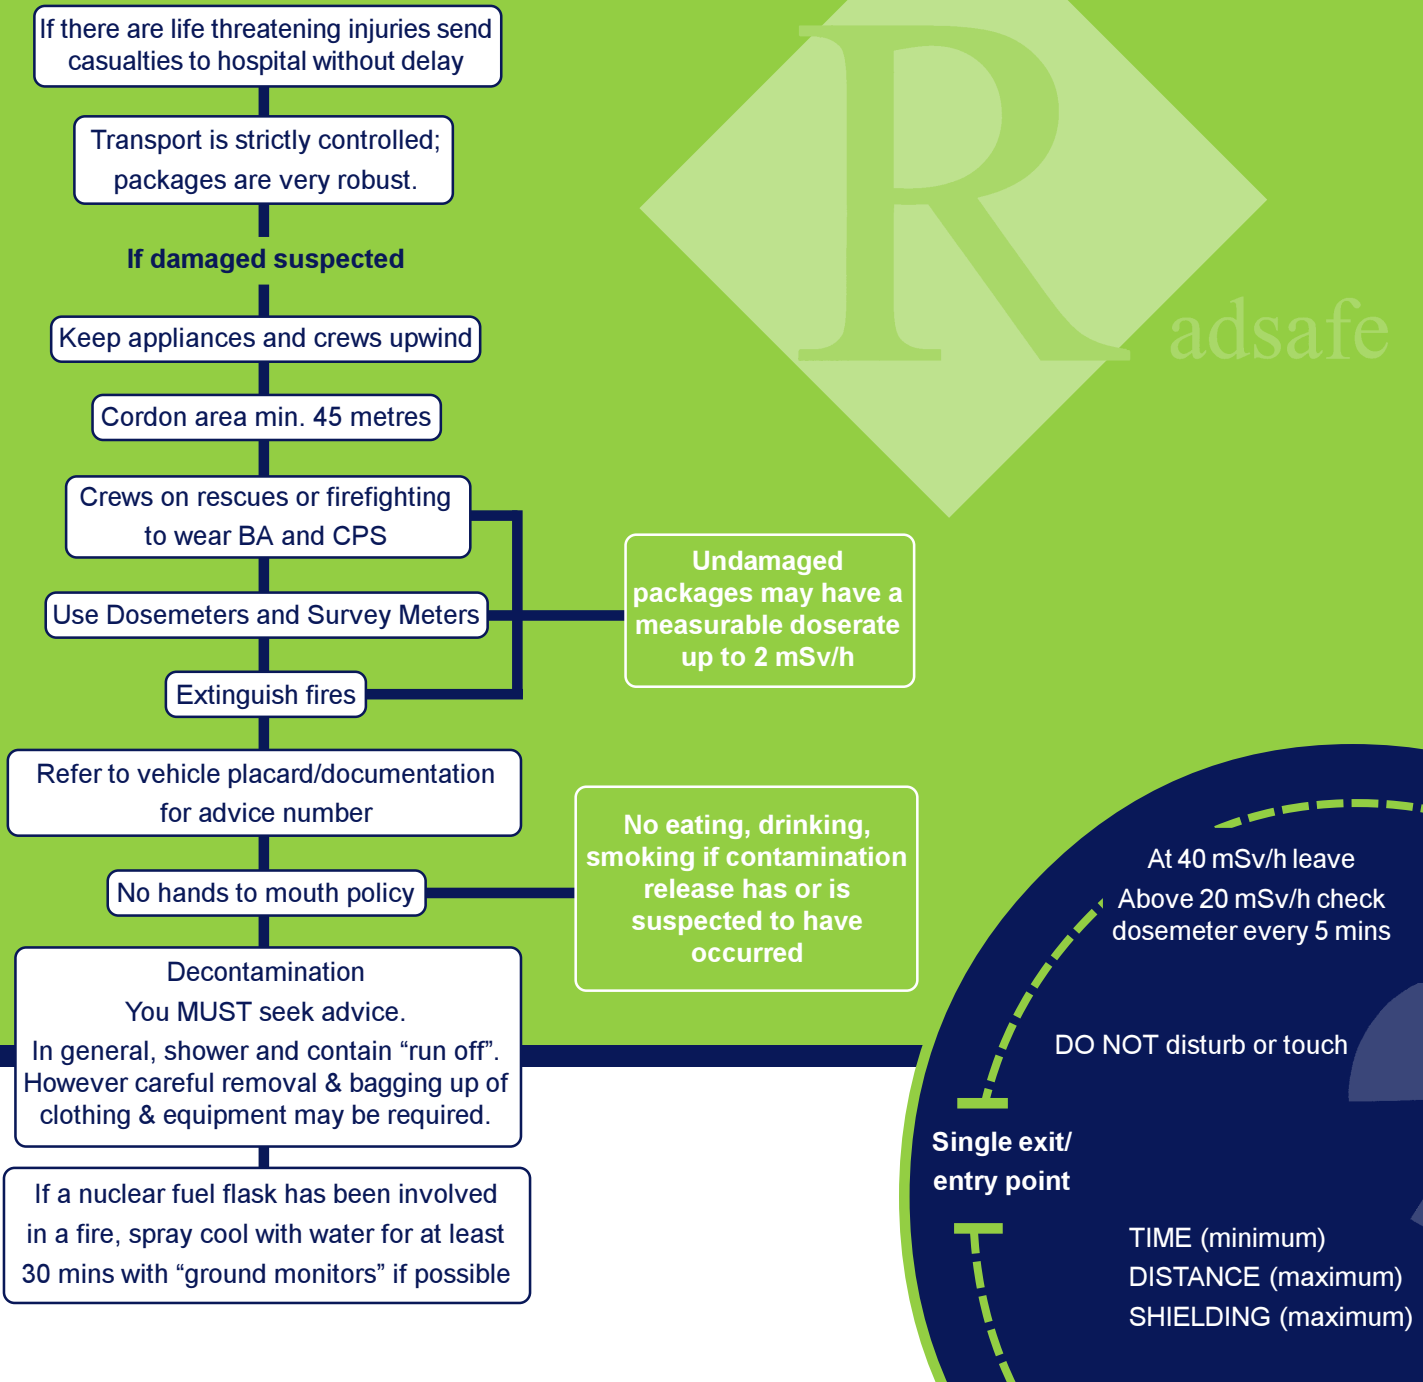 If there are life threatening injuries send
casualties to hospital without delay
Transport is strictly controlled;
packages are very robust.
If damaged suspected
Keep appliances and crews upwind
Cordon area min. 45 metres
Crews on rescues or firefighting
to wear BA and CPS
Use Dosemeters and Survey Meters
Extinguish fires
Undamaged
packages may have a
measurable doserate
up to 2 mSv/h
Refer to vehicle placard/documentation
for advice number
No hands to mouth policy
No eating, drinking,
smoking if contamination
release has or is
suspected to have
occurred
Decontamination
You MUST seek advice.
In general, shower and contain “run off”.
However careful removal & bagging up of
clothing & equipment may be required.
If a nuclear fuel flask has been involved
in a fire, spray cool with water for at least
30 mins with “ground monitors” if possible
Radsafe
At 40 mSv/h leave
Above 20 mSv/h check
dosemeter every 5 mins
DO NOT disturb or touch
Single exit/
entry point
TIME (minimum)
DISTANCE (maximum)
SHIELDING (maximum)